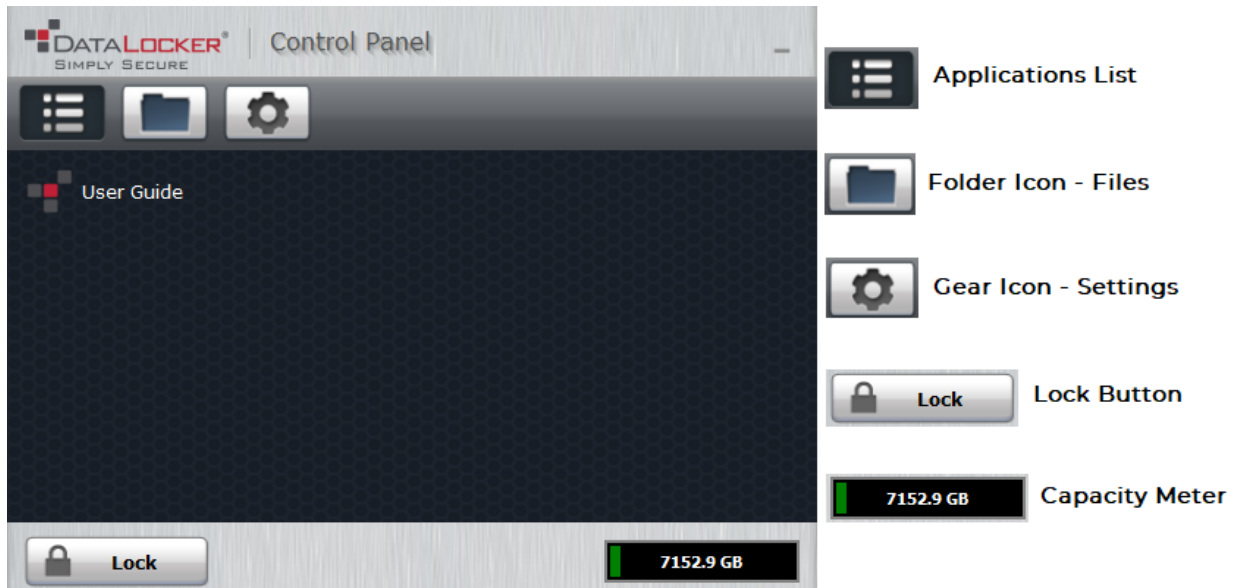 DATALOCKER® Control Panel
SIMPLY SECURE
User Guide
Lock
7152.9 GB
Applications List
Folder Icon - Files
Gear Icon - Settings
Lock Lock Button
7152.9 GB Capacity Meter